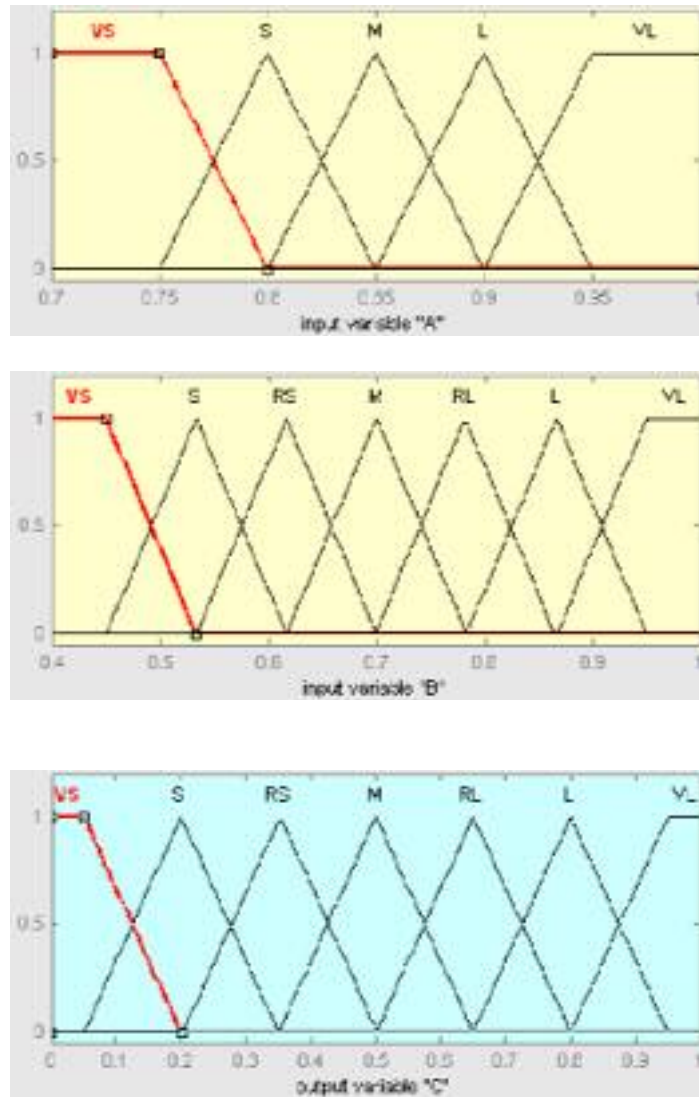 VS S M L VL
1
0.5
0
0.7 0.75 0.8 0.85 0.9 0.95 1
input variable "A"
VS S RS M RL L VL
1
0.5
0
0.4 0.5 0.6 0.7 0.8 0.9 1
input variable "B"
VS S RS M RL L VL
1
0.5
0
0 0.1 0.2 0.3 0.4 0.5 0.6 0.7 0.8 0.9 1
output variable "C"